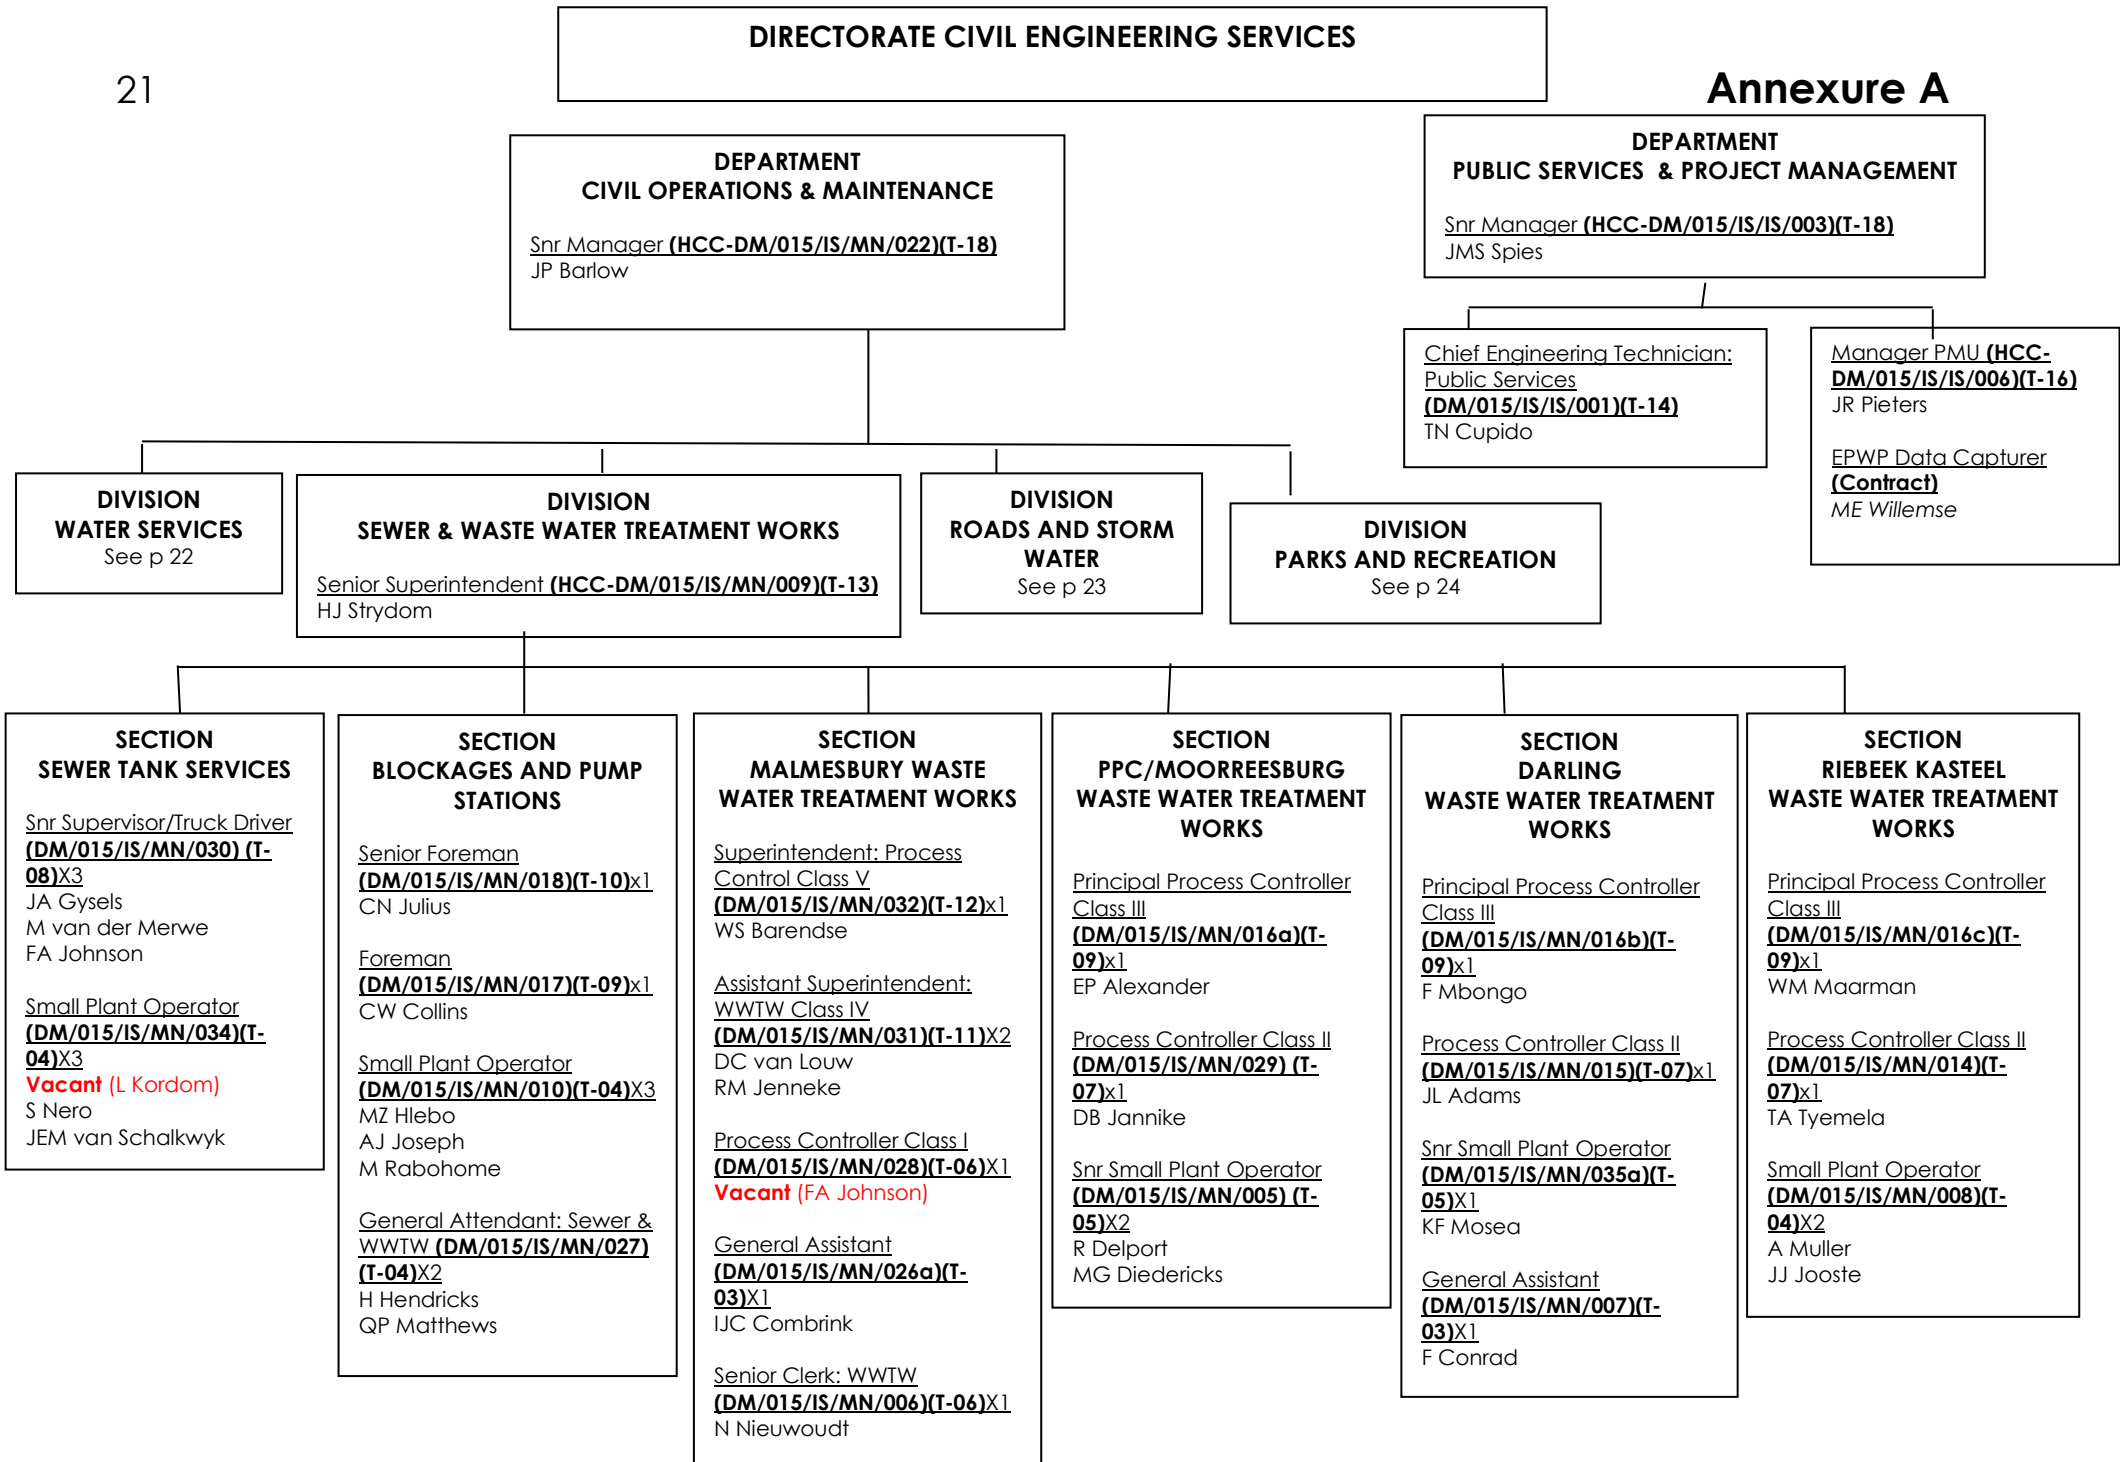 DIRECTORATE CIVIL ENGINEERING SERVICES
21
Annexure A
DEPARTMENT
CIVIL OPERATIONS & MAINTENANCE
Snr Manager (HCC-DM/015/IS/MN/022)(T-18)
JP Barlow
DEPARTMENT
PUBLIC SERVICES & PROJECT MANAGEMENT
Snr Manager (HCC-DM/015/IS/IS/003)(T-18)
JMS Spies
Chief Engineering Technician:
Public Services
(DM/015/IS/IS/001)(T-14)
TN Cupido
Manager PMU (HCC-
DM/015/IS/IS/006)(T-16)
JR Pieters
EPWP Data Capturer
(Contract)
ME Willemse
DIVISION
WATER SERVICES
See p 22
DIVISION
SEWER & WASTE WATER TREATMENT WORKS
Senior Superintendent (HCC-DM/015/IS/MN/009)(T-13)
HJ Strydom
DIVISION
ROADS AND STORM
WATER
See p 23
DIVISION
PARKS AND RECREATION
See p 24
SECTION
SEWER TANK SERVICES
Snr Supervisor/Truck Driver
(DM/015/IS/MN/030) (T-
08)X3
JA Gysels
M van der Merwe
FA Johnson
Small Plant Operator
(DM/015/IS/MN/034)(T-
04)X3
Vacant (L Kordom)
S Nero
JEM van Schalkwyk
SECTION
BLOCKAGES AND PUMP
STATIONS
Senior Foreman
(DM/015/IS/MN/018)(T-10)x1
CN Julius
Foreman
(DM/015/IS/MN/017)(T-09)x1
CW Collins
Small Plant Operator
(DM/015/IS/MN/010)(T-04)X3
MZ Hlebo
AJ Joseph
M Rabohome
General Attendant: Sewer &
WWTW (DM/015/IS/MN/027)
(T-04)X2
H Hendricks
QP Matthews
SECTION
MALMESBURY WASTE
WATER TREATMENT WORKS
Superintendent: Process
Control Class V
(DM/015/IS/MN/032)(T-12)x1
WS Barendse
Assistant Superintendent:
WWTW Class IV
(DM/015/IS/MN/031)(T-11)X2
DC van Louw
RM Jenneke
Process Controller Class I
(DM/015/IS/MN/028)(T-06)X1
Vacant (FA Johnson)
General Assistant
(DM/015/IS/MN/026a)(T-
03)X1
IJC Combrink
Senior Clerk: WWTW
(DM/015/IS/MN/006)(T-06)X1
N Nieuwoudt
SECTION
PPC/MOORREESBURG
WASTE WATER TREATMENT
WORKS
Principal Process Controller
Class III
(DM/015/IS/MN/016a)(T-
09)x1
EP Alexander
Process Controller Class II
(DM/015/IS/MN/029) (T-
07)x1
DB Jannike
Snr Small Plant Operator
(DM/015/IS/MN/005) (T-
05)X2
R Delport
MG Diedericks
SECTION
DARLING
WASTE WATER TREATMENT
WORKS
Principal Process Controller
Class III
(DM/015/IS/MN/016b)(T-
09)x1
F Mbongo
Process Controller Class II
(DM/015/IS/MN/015)(T-07)x1
JL Adams
Snr Small Plant Operator
(DM/015/IS/MN/035a)(T-
05)X1
KF Mosea
General Assistant
(DM/015/IS/MN/007)(T-
03)X1
F Conrad
SECTION
RIEBEEK KASTEEL
WASTE WATER TREATMENT
WORKS
Principal Process Controller
Class III
(DM/015/IS/MN/016c)(T-
09)x1
WM Maarman
Process Controller Class II
(DM/015/IS/MN/014)(T-
07)x1
TA Tyemela
Small Plant Operator
(DM/015/IS/MN/008)(T-
04)X2
A Muller
JJ Jooste